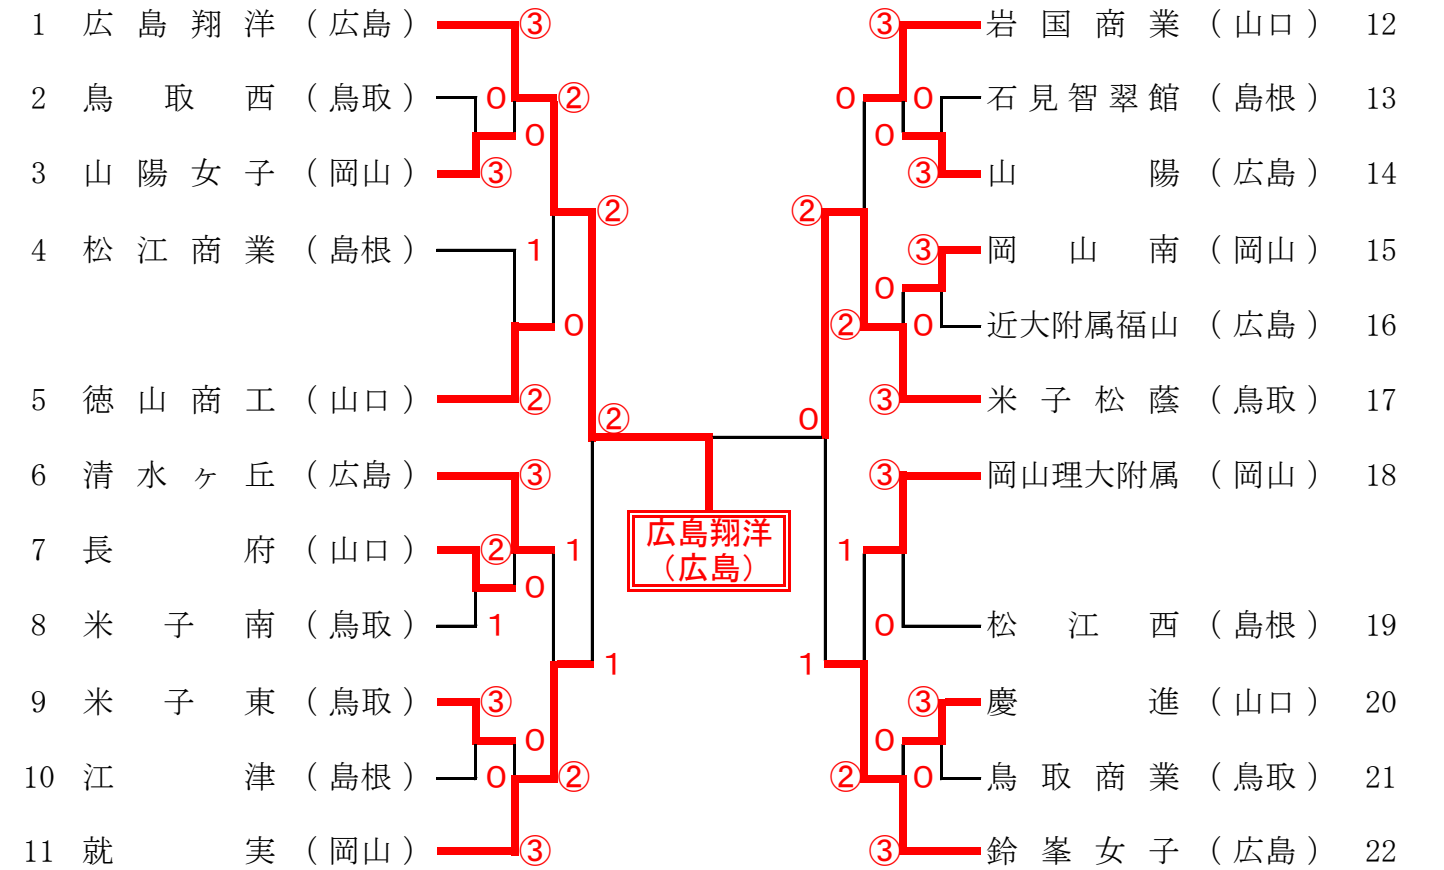 1 広島翔洋（広島） ③ ③ 岩国商業（山口） 12
2 鳥取西（鳥取） 0 ② 0 0 石見智翠館（島根） 13
0 0
3 山陽女子（岡山） ③ ③ 山陽（広島） 14
② ②
4 松江商業（島根） 1 ③ 岡山南（岡山） 15
0
0 ② 0 近大附属福山（広島） 16
5 徳山商工（山口） ② ③ 米子松蔭（鳥取） 17
② 0
6 清水ヶ丘（広島） ③ ③ 岡山理大附属（岡山） 18
広島翔洋
（広島）
7 長府（山口） ② 1 1
0
8 米子南（鳥取） 1 0 松江西（島根） 19
1 1
9 米子東（鳥取） ③ ③ 慶進（山口） 20
0 0
10 江津（島根） 0 ② ② 0 鳥取商業（鳥取） 21
11 就実（岡山） ③ ③ 鈴峯女子（広島） 22